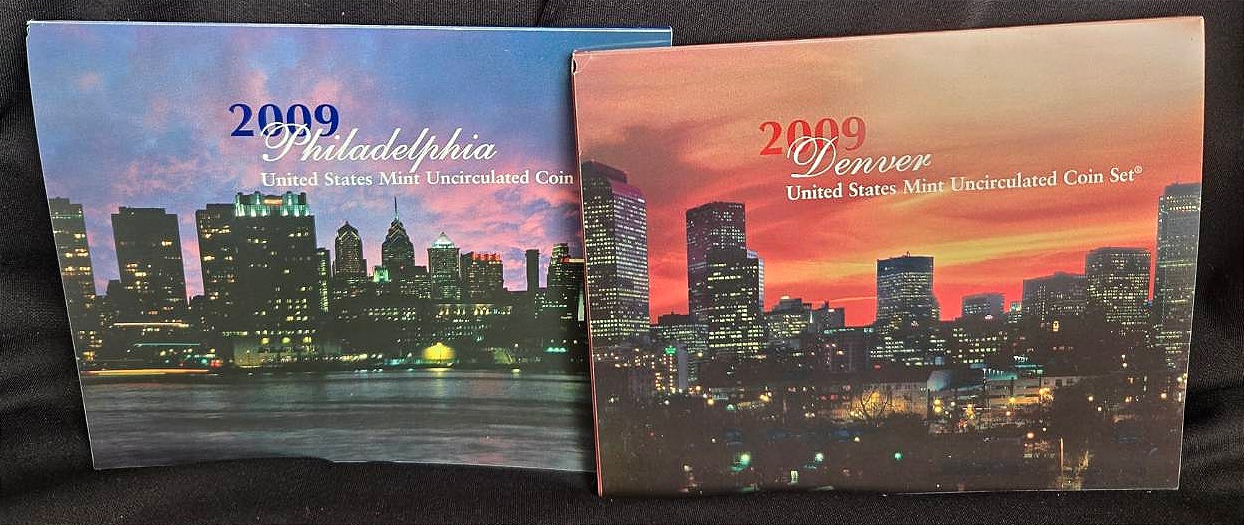 2009
Philadelphia
United States Mint Uncirculated Coin
2009
Denver
United States Mint Uncirculated Coin Set®